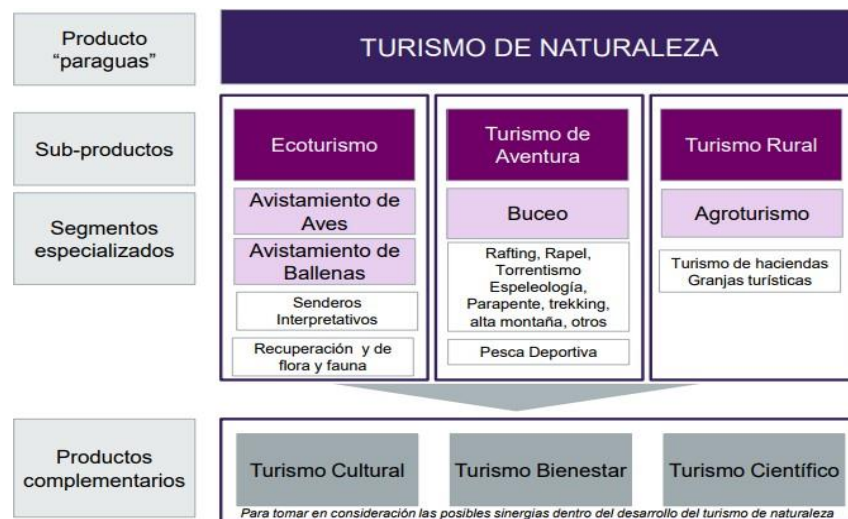 Producto
“paraguas”
TURISMO DE NATURALEZA
Sub-productos
Ecoturismo
Turismo de
Aventura
Turismo Rural
Segmentos
especializados
Avistamiento de
Aves
Avistamiento de
Ballenas
Senderos
Interpretativos
Recuperación y de
flora y fauna
Buceo
Rafting, Rapel,
Torrentismo
Espeleología,
Parapente, trekking,
alta montaña, otros
Pesca Deportiva
Agroturismo
Turismo de haciendas
Granjas turísticas
Productos
complementarios
Turismo Cultural
Turismo Bienestar
Turismo Científico
Para tomar en consideración las posibles sinergias dentro del desarrollo del turismo de naturaleza